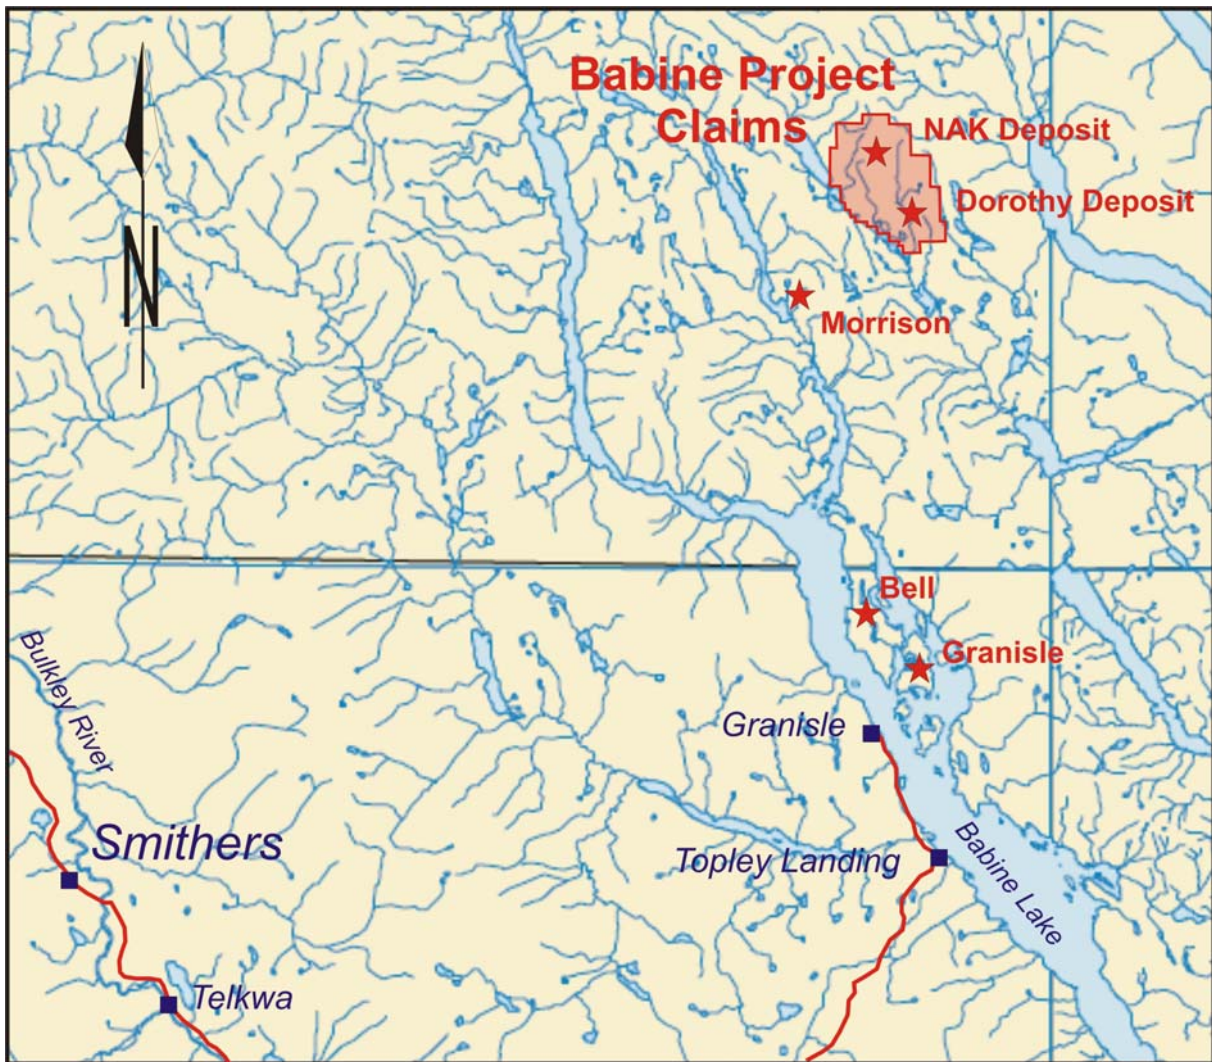 Babine Project
Claims
NAK Deposit
Dorothy Deposit
N
Morrison
Bell
Granisle
Bulkley River
Granisle
Smithers
Topley Landing
Babine Lake
Telkwa